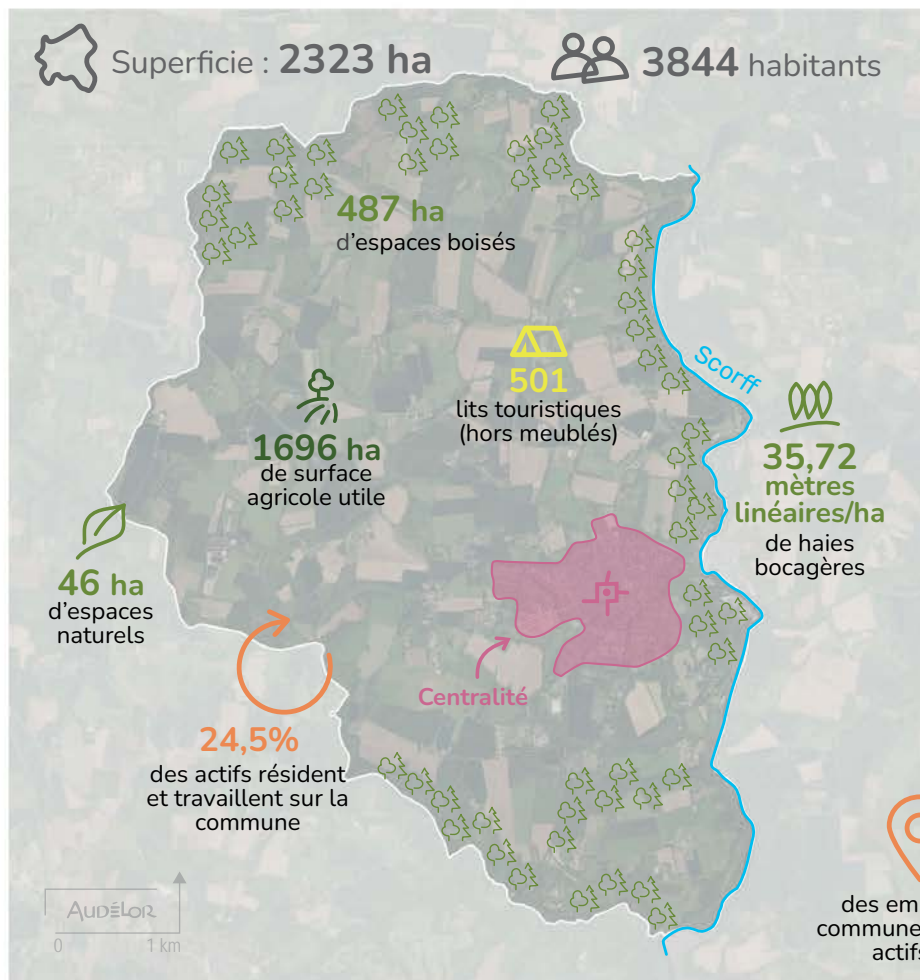 Superficie : 2323 ha
3844 habitants
487 ha
d'espaces boisés
Scorff
501
lits touristiques
(hors meublés)
1696 ha
de surface
agricole utile
35,72
mètres
linéaires/ha
de haies
bocagères
46 ha
d'espaces
naturels
Centralité
24,5%
des actifs résident
et travaillent sur la
commune
AUDÉLOR
0 1 km
des em
commune
actifs